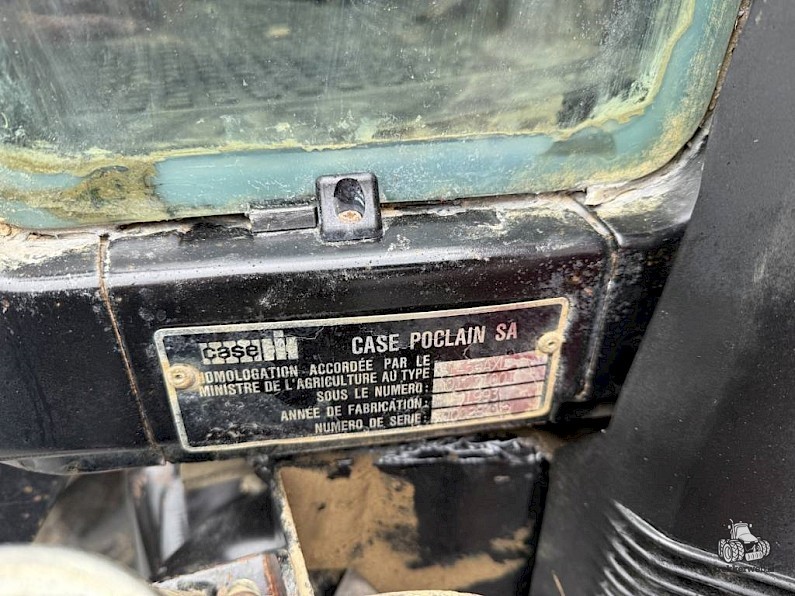 case IH
CASE POCLAIN SA
HOMOLOGATION ACCORDÉE PAR LE
MINISTRE DE L'AGRICULTURE AU TYPE :
SOUS LE NUMERO :
ANNÉE DE FABRICATION :
NUMERO DE SERIE :